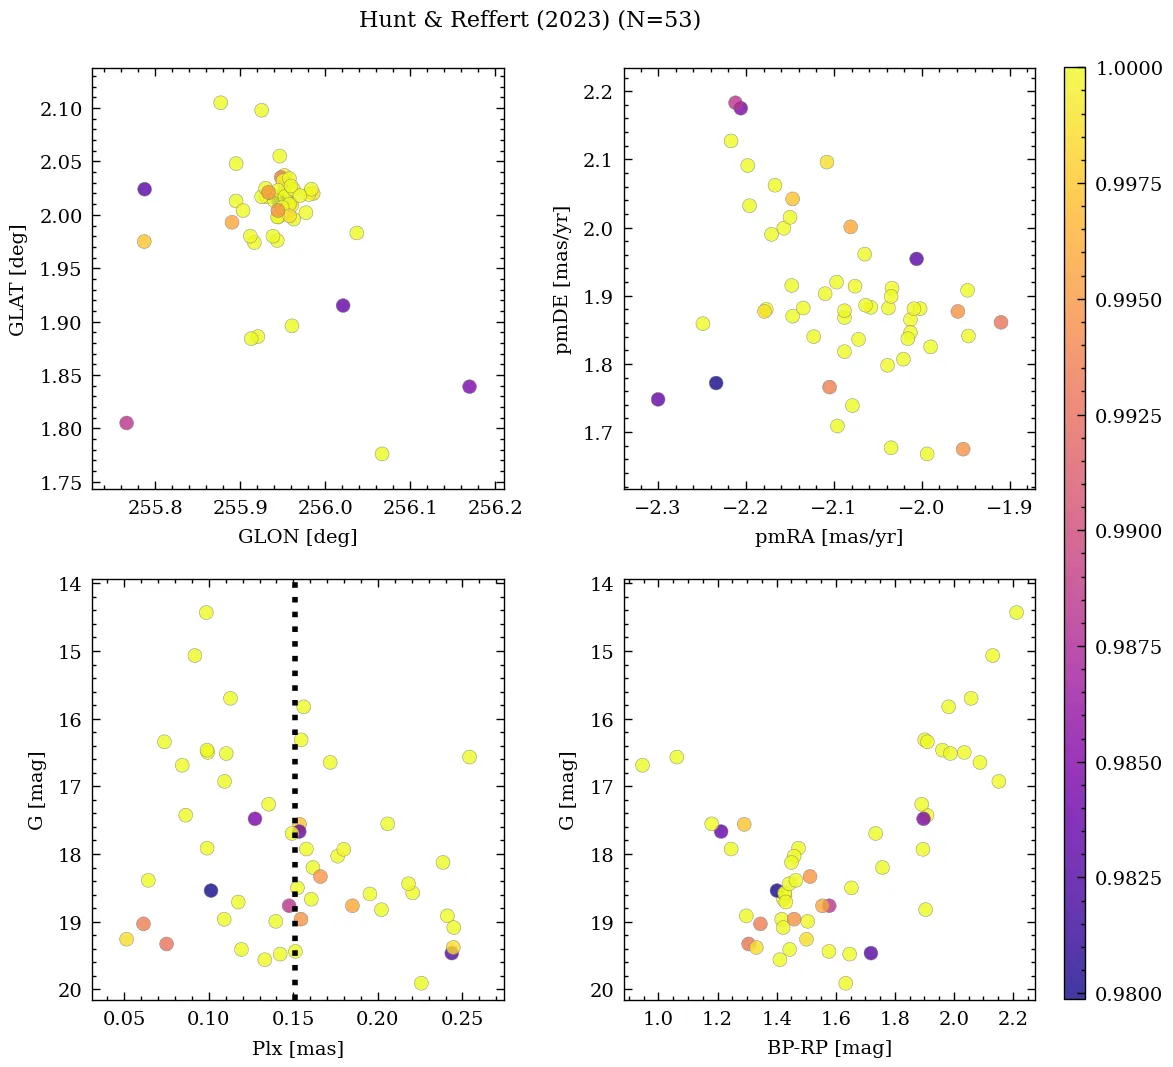 Hunt & Reffert (2023) (N=53)
2.10
2.05
2.00
1.95
1.90
1.85
1.80
1.75
GLAT [deg]
255.8 255.9 256.0 256.1 256.2
GLON [deg]
2.2
2.1
2.0
1.9
1.8
1.7
pmDE [mas/yr]
−2.3 −2.2 −2.1 −2.0 −1.9
pmRA [mas/yr]
14
15
16
17
18
19
20
G [mag]
0.05 0.10 0.15 0.20 0.25
Plx [mas]
14
15
16
17
18
19
20
G [mag]
1.0 1.2 1.4 1.6 1.8 2.0 2.2
BP-RP [mag]
1.0000
0.9975
0.9950
0.9925
0.9900
0.9875
0.9850
0.9825
0.9800